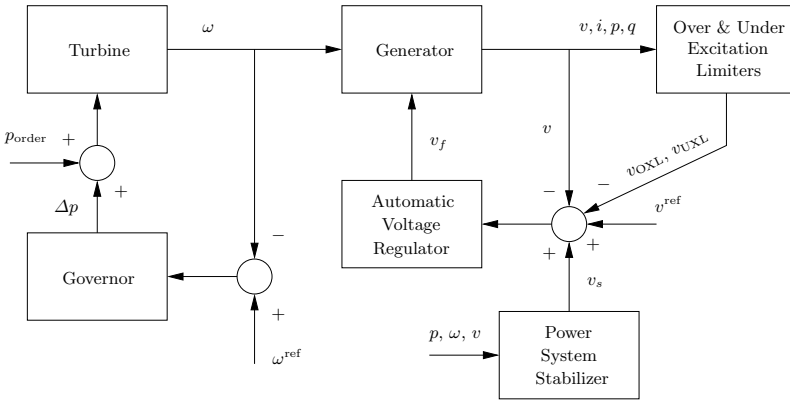 Turbine
ω
Generator
v, i, p, q
Over & Under
Excitation
Limiters
p_order
+
+
Δp
Governor
−
+
ω^ref
v_f
Automatic
Voltage
Regulator
v
v_OXL, v_UXL
−
−
v^ref
+
+
v_s
p, ω, v
Power
System
Stabilizer